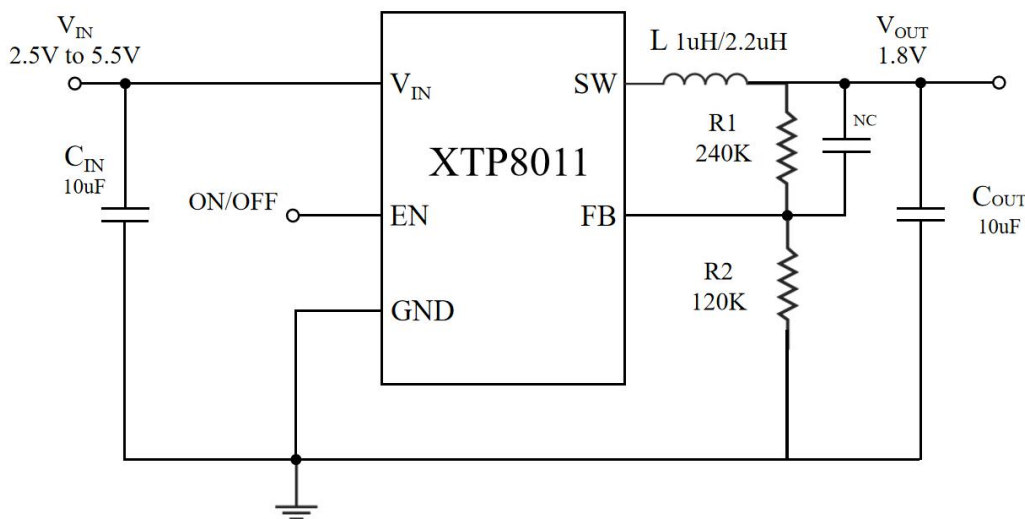 VIN
2.5V to 5.5V
L 1uH/2.2uH
VOUT
1.8V
VIN
SW
R1
240K
NC
CIN
10uF
XTP8011
ON/OFF
EN
FB
COUT
10uF
R2
120K
GND